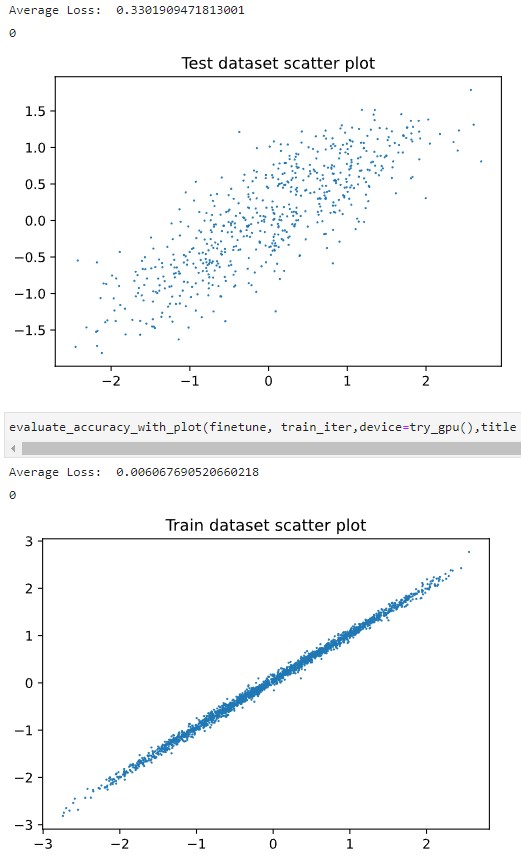 Average Loss:  0.3301909471813001
0
Test dataset scatter plot
1.5
1.0
0.5
0.0
−0.5
−1.0
−1.5
−2 −1 0 1 2
evaluate_accuracy_with_plot(finetune, train_iter,device=try_gpu(),title
Average Loss:  0.006067690520660218
0
Train dataset scatter plot
3
2
1
0
−1
−2
−3
−3 −2 −1 0 1 2